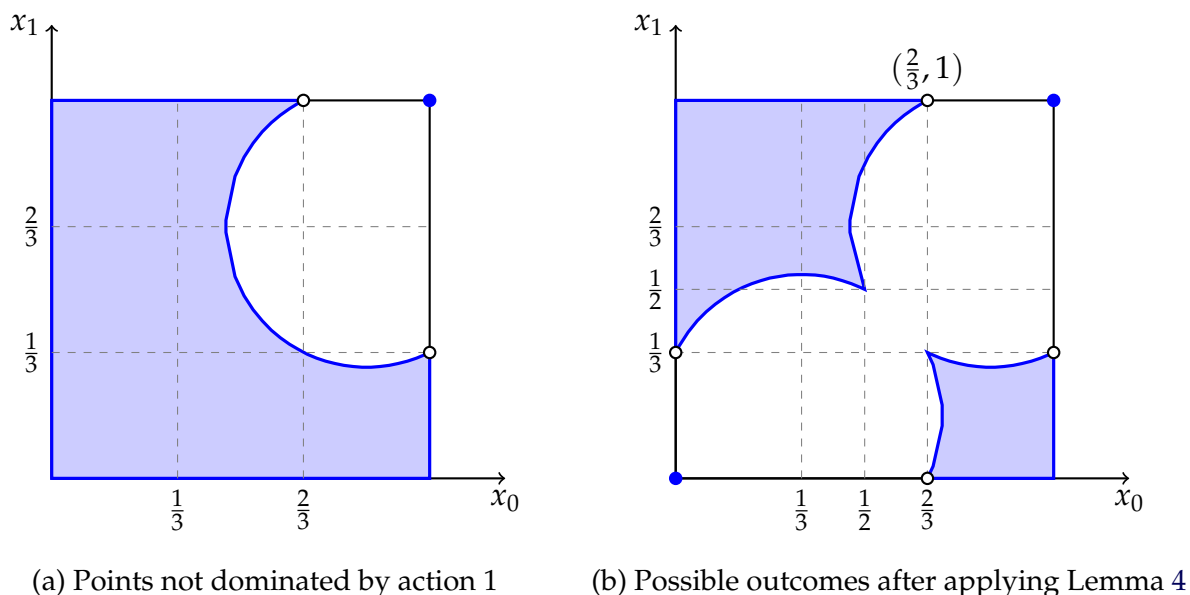 x₁
2/3
1/3
1/3
2/3
x₀
(a) Points not dominated by action 1
x₁
(2/3, 1)
2/3
1/2
1/3
1/3
1/2
2/3
x₀
(b) Possible outcomes after applying Lemma 4